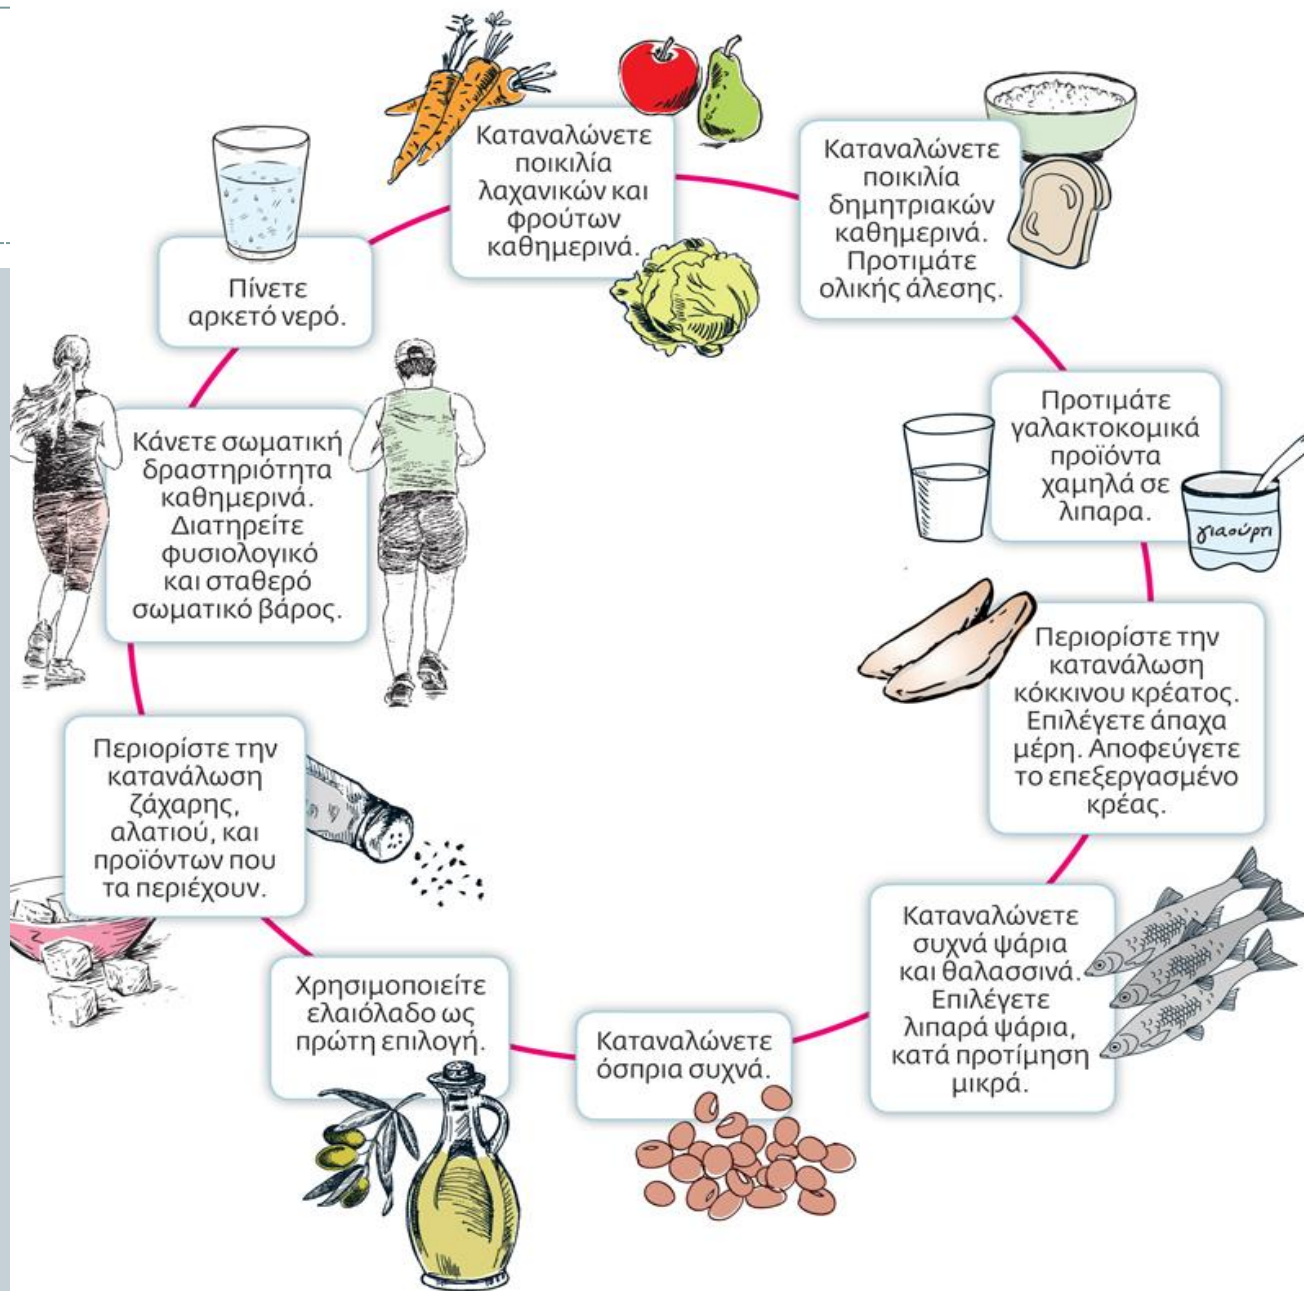 Καταναλώνετε
ποικιλία
λαχανικών και
φρούτων
καθημερινά.
Καταναλώνετε
ποικιλία
δημητριακών
καθημερινά.
Προτιμάτε
ολικής άλεσης.
Προτιμάτε
γαλακτοκομικά
προϊόντα
χαμηλά σε
λιπαρα.
γιαούρτι
Περιορίστε την
κατανάλωση
κόκκινου κρέατος.
Επιλέγετε άπαχα
μέρη. Αποφεύγετε
το επεξεργασμένο
κρέας.
Καταναλώνετε
συχνά ψάρια
και θαλασσινά.
Επιλέγετε
λιπαρά ψάρια,
κατά προτίμηση
μικρά.
Καταναλώνετε
όσπρια συχνά.
Χρησιμοποιείτε
ελαιόλαδο ως
πρώτη επιλογή.
Περιορίστε την
κατανάλωση
ζάχαρης,
αλατιού, και
προϊόντων που
τα περιέχουν.
Κάνετε σωματική
δραστηριότητα
καθημερινά.
Διατηρείτε
φυσιολογικό
και σταθερό
σωματικό βάρος.
Πίνετε
αρκετό νερό.